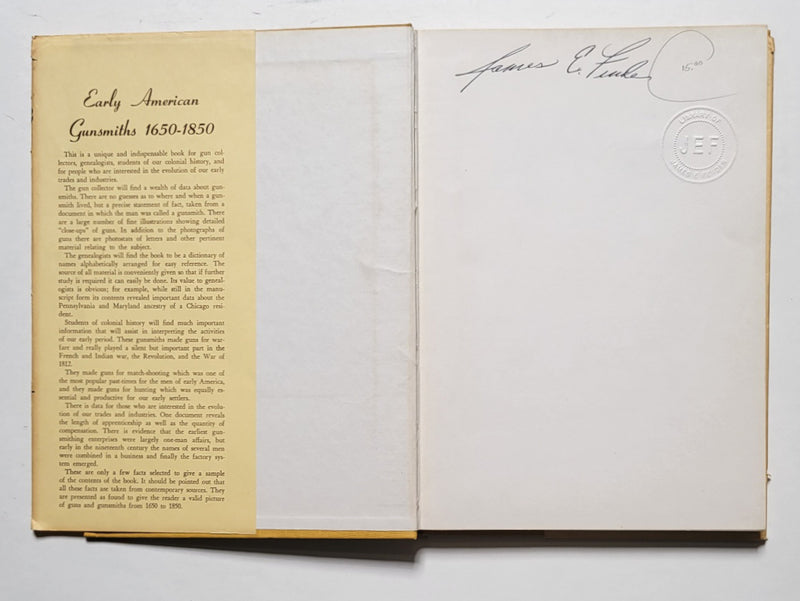 Early American
Gunsmiths 1650-1850
This is a unique and indispensable book for gun col-
lectors, genealogists, students of our colonial history, and
for people who are interested in the evolution of our early
trades and industries.
The gun collector will find a wealth of data about gun-
smiths. There are no guesses as to where and when a gun-
smith lived, but a precise statement of fact, taken from a
document in which the man was called a gunsmith. There
are a large number of fine illustrations showing detailed
"close-ups" of guns. In addition to the photographs of
guns there are photostats of letters and other pertinent
material relating to the subject.
The genealogists will find the book to be a dictionary of
names alphabetically arranged for easy reference. The
source of all material is conveniently given so that if further
study is required it can easily be done. Its value to geneal-
ogists is obvious; for example, while still in the manu-
script form its contents revealed important data about the
Pennsylvania and Maryland ancestry of a Chicago resi-
dent.
Students of colonial history will find much important
information that will assist in interpreting the activities
of our early period. These gunsmiths made guns for war-
fare and really played a silent but important part in the
French and Indian war, the Revolution, and the War of
1812.
They made guns for match-shooting which was one of
the most popular past-times for the men of early America,
and they made guns for hunting which was equally es-
sential and productive for our early settlers.
There is data for those who are interested in the evolu-
tion of our trades and industries. One document reveals
the length of apprenticeship as well as the quantity of
compensation. There is evidence that the earliest gun-
smithing enterprises were largely one-man affairs, but
early in the nineteenth century the names of several men
were combined in a business and finally the factory sys-
tem emerged.
These are only a few facts selected to give a sample
of the contents of the book. It should be pointed out that
all these facts are taken from contemporary sources. They
are presented as found to give the reader a valid picture
of guns and gunsmiths from 1650 to 1850.
James E.
15.00
LIBRARY OF
JEF
JAMES E.